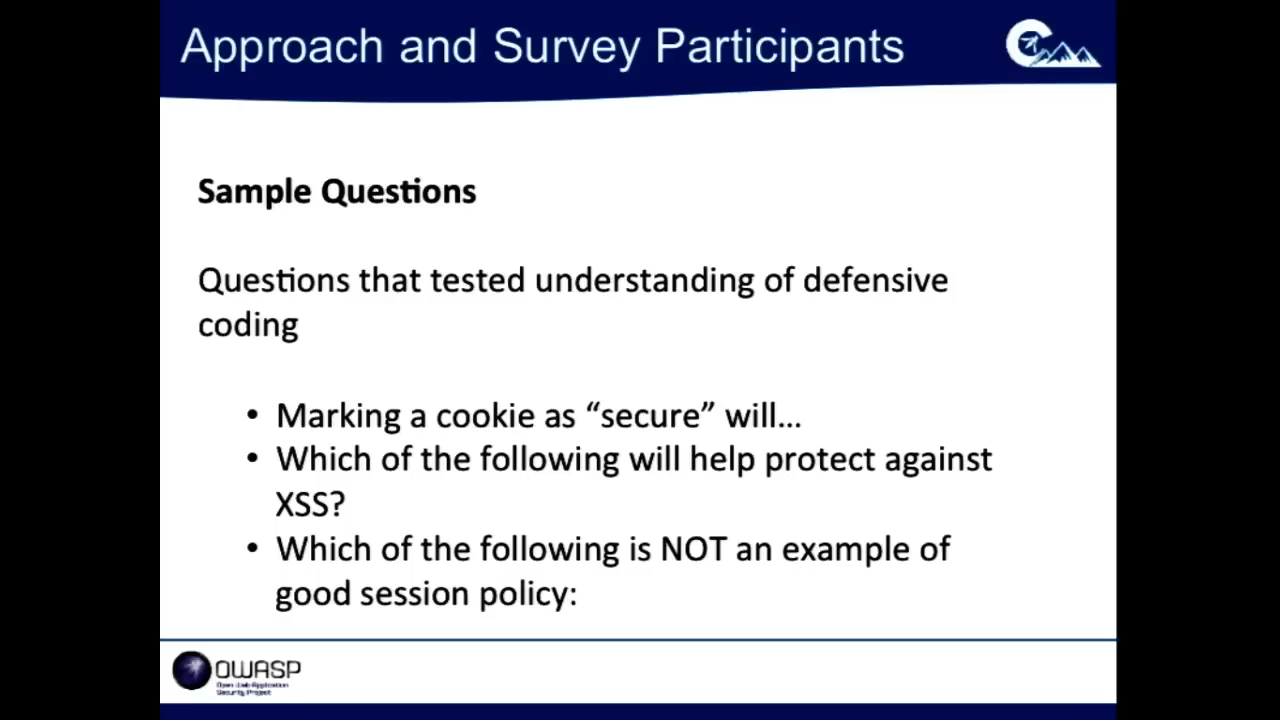 Approach and Survey Participants
Sample Questions
Questions that tested understanding of defensive
coding
• Marking a cookie as “secure” will...
• Which of the following will help protect against
XSS?
• Which of the following is NOT an example of
good session policy:
OWASP
Open Web Application
Security Project